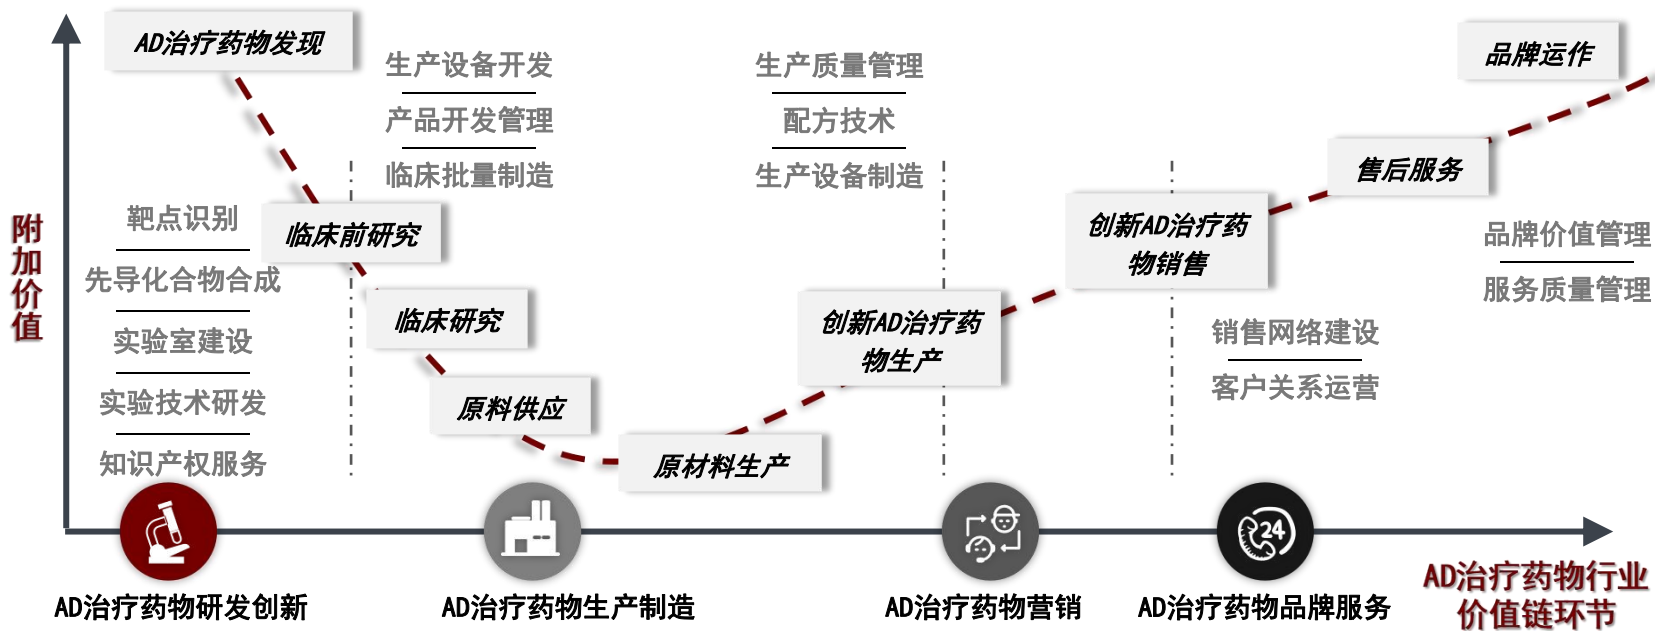 AD治疗药物发现
生产设备开发
产品开发管理
临床批量制造
生产质量管理
配方技术
生产设备制造
品牌运作
售后服务
附加价值
靶点识别
先导化合物合成
实验室建设
实验技术研发
知识产权服务
临床前研究
临床研究
原料供应
原材料生产
创新AD治疗药
物生产
创新AD治疗药
物销售
品牌价值管理
服务质量管理
销售网络建设
客户关系运营
24
AD治疗药物研发创新
AD治疗药物生产制造
AD治疗药物营销
AD治疗药物品牌服务
AD治疗药物行业
价值链环节